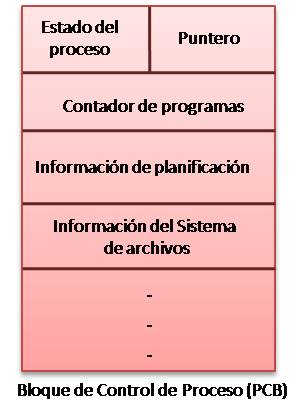 Estado del
proceso
Puntero
Contador de programas
Información de planificación
Información del Sistema
de archivos
-
-
-
Bloque de Control de Proceso (PCB)